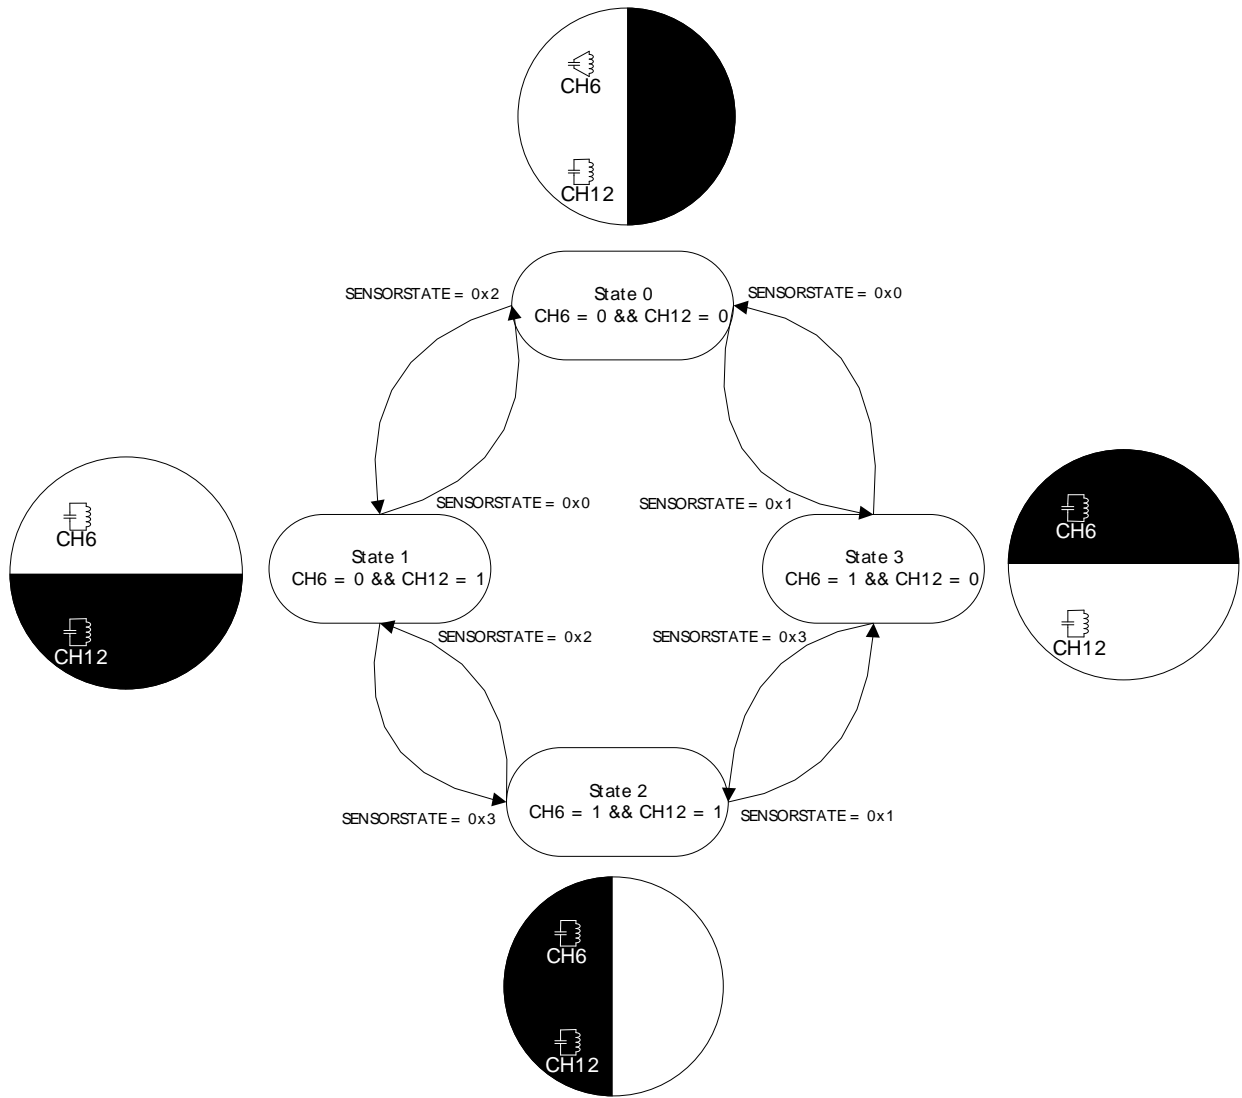 CH6
CH12
SENSORSTATE = 0x2
State 0
CH6 = 0 && CH12 = 0
SENSORSTATE = 0x0
CH6
CH12
SENSORSTATE = 0x0
SENSORSTATE = 0x1
State 1
CH6 = 0 && CH12 = 1
State 3
CH6 = 1 && CH12 = 0
CH6
CH12
SENSORSTATE = 0x2
SENSORSTATE = 0x3
State 2
CH6 = 1 && CH12 = 1
SENSORSTATE = 0x3
SENSORSTATE = 0x1
CH6
CH12